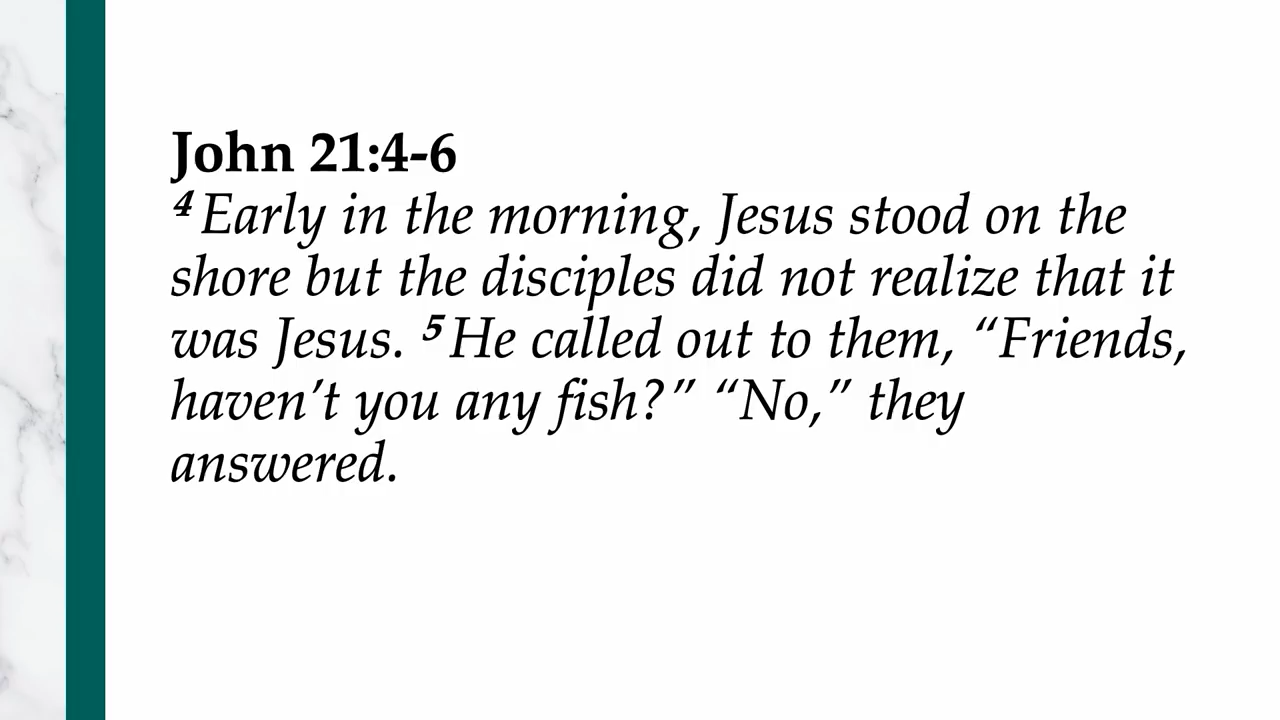 John 21:4-6
⁴ Early in the morning, Jesus stood on the
shore but the disciples did not realize that it
was Jesus. ⁵ He called out to them, “Friends,
haven’t you any fish?” “No,” they
answered.